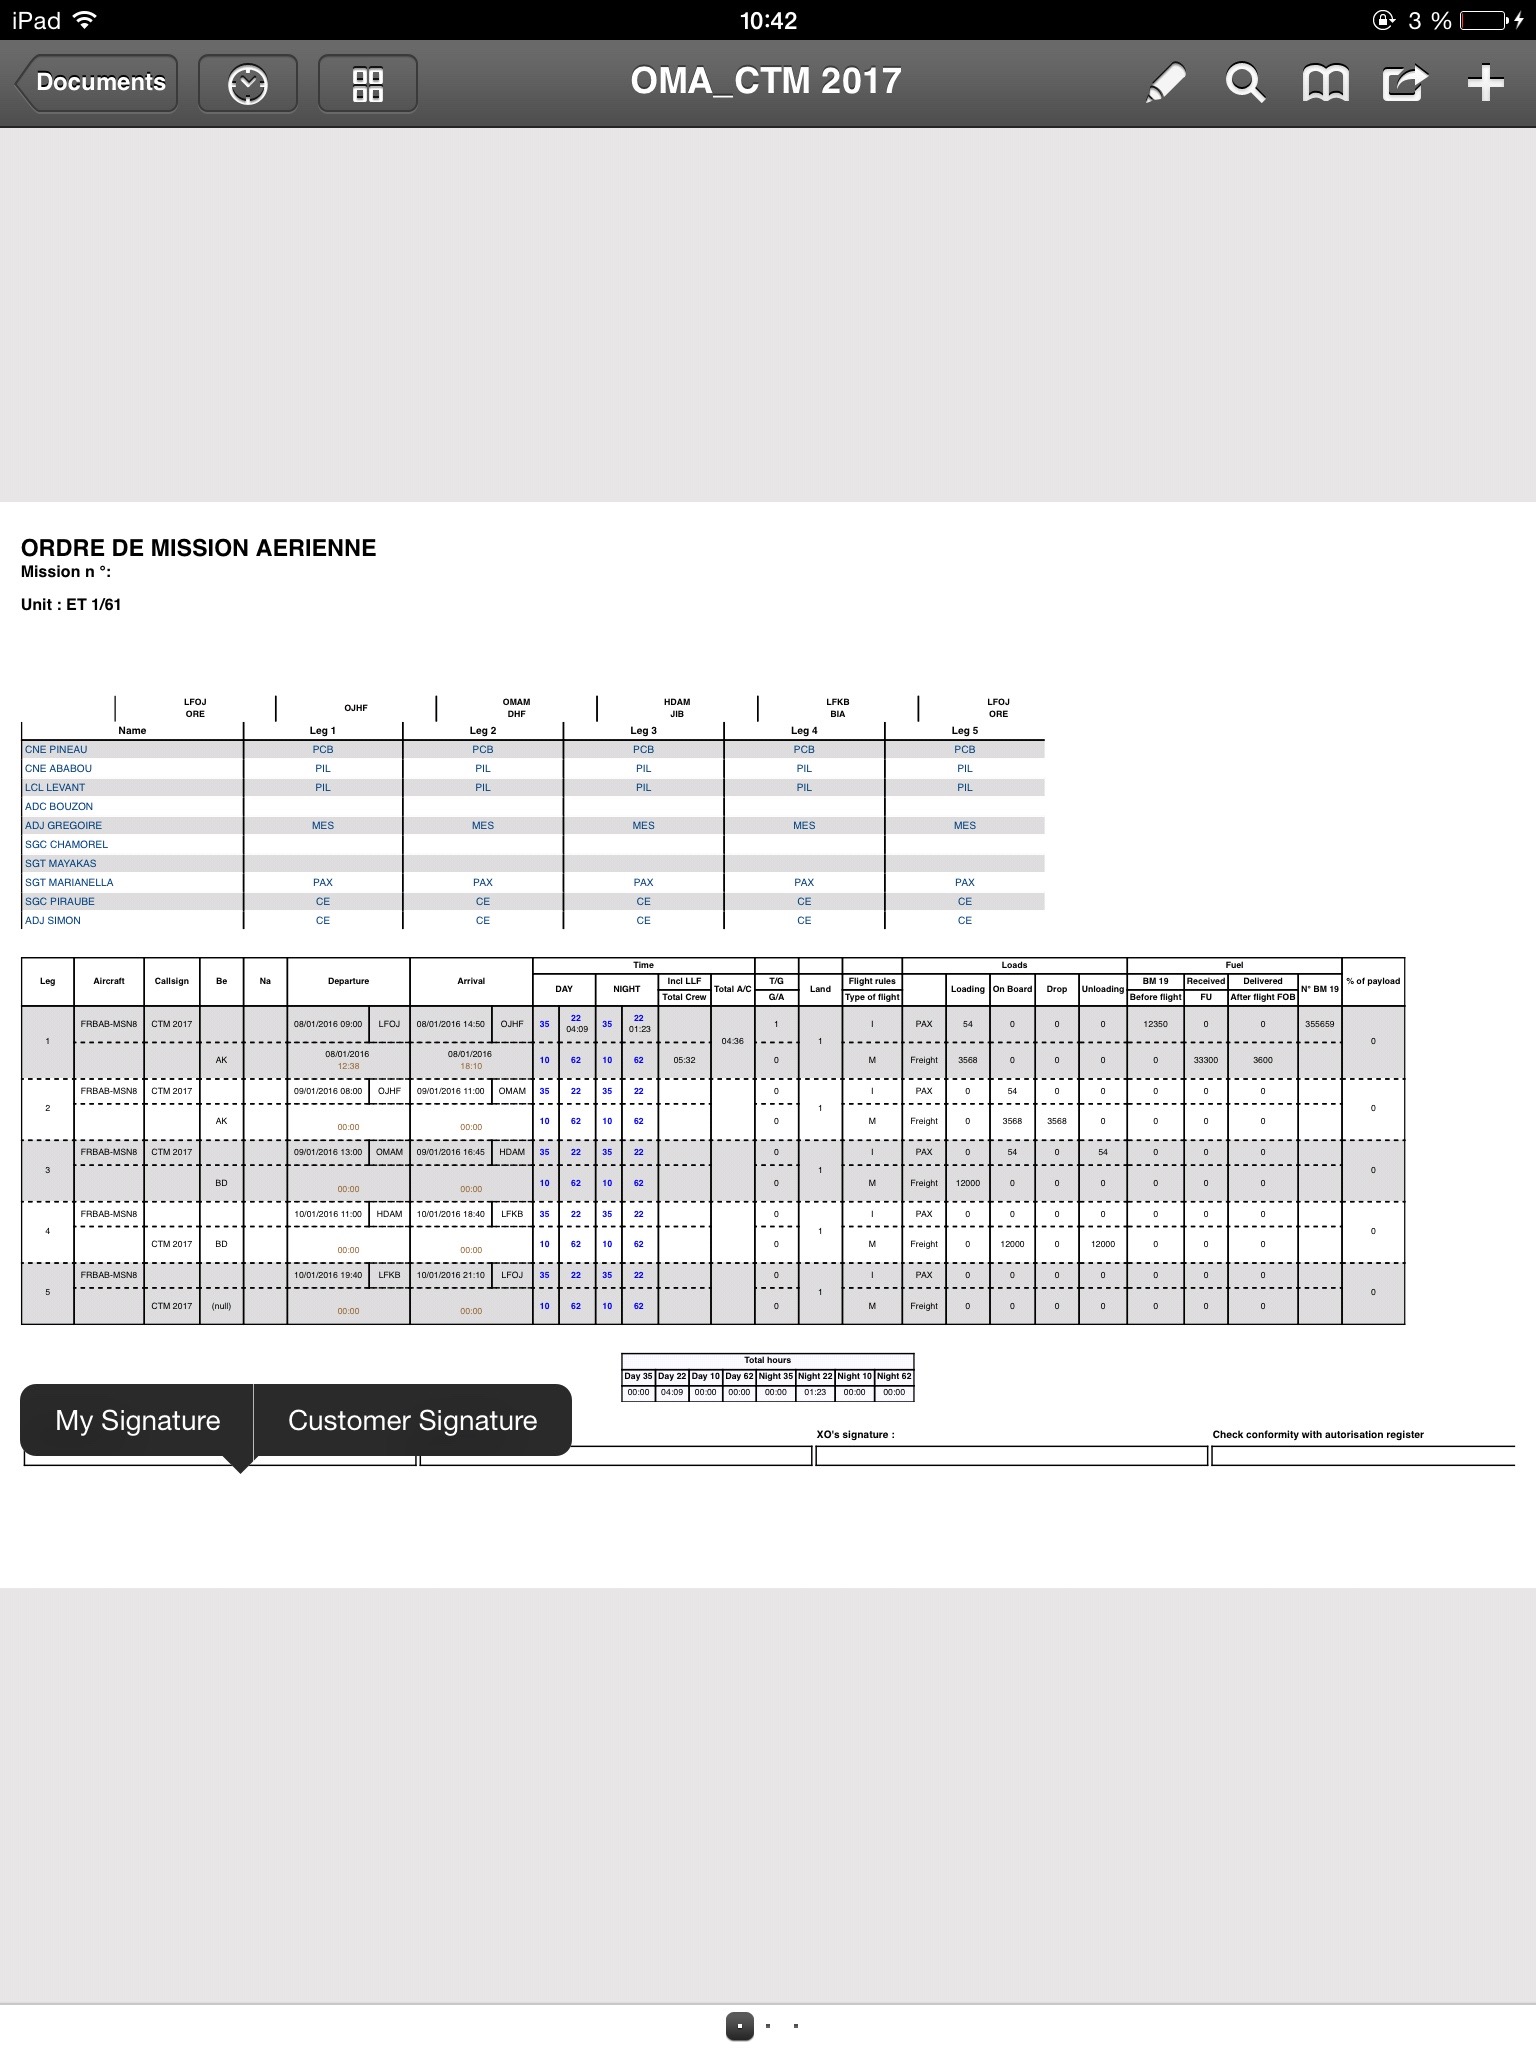 iPad 10:42 3 %
Documents OMA_CTM 2017
ORDRE DE MISSION AERIENNE
Mission n °:
Unit : ET 1/61
LFOJ OJHF OMAM HDAM LFKB LFOJ
ORE DHF JIB BIA ORE
Name Leg 1 Leg 2 Leg 3 Leg 4 Leg 5
CNE PINEAU PCB PCB PCB PCB PCB
CNE ABABOU PIL PIL PIL PIL PIL
LCL LEVANT PIL PIL PIL PIL PIL
ADC BOUZON
ADJ GREGOIRE MES MES MES MES MES
SGC CHAMOREL
SGT MAYAKAS
SGT MARIANELLA PAX PAX PAX PAX PAX
SGC PIRAUBE CE CE CE CE CE
ADJ SIMON CE CE CE CE CE
Time Loads Fuel
Leg Aircraft Callsign Be Na Departure Arrival DAY NIGHT Incl LLF Total A/C T/G Land Flight rules Loading On Board Drop Unloading BM 19 Received Delivered N° BM 19 % of payload
Total Crew G/A Type of flight Before flight FU After flight FOB
1 FRBAB-MSN8 CTM 2017 08/01/2016 09:00 LFOJ 08/01/2016 14:50 OJHF 35 22 04:09 35 22 01:23 04:36 1 1 I PAX 54 0 0 0 12350 0 0 355659 0
AK 08/01/2016 12:38 08/01/2016 18:10 10 62 10 62 05:32 0 M Freight 3568 0 0 0 0 33300 3600
2 FRBAB-MSN8 CTM 2017 09/01/2016 08:00 OJHF 09/01/2016 11:00 OMAM 35 22 35 22 0 1 I PAX 0 54 0 0 0 0 0 0
AK 00:00 00:00 10 62 10 62 0 M Freight 0 3568 3568 0 0 0 0
3 FRBAB-MSN8 CTM 2017 09/01/2016 13:00 OMAM 09/01/2016 16:45 HDAM 35 22 35 22 0 1 I PAX 0 54 0 54 0 0 0 0
BD 00:00 00:00 10 62 10 62 0 M Freight 12000 0 0 0 0 0 0
4 FRBAB-MSN8 10/01/2016 11:00 HDAM 10/01/2016 18:40 LFKB 35 22 35 22 0 1 I PAX 0 0 0 0 0 0 0 0
CTM 2017 BD 00:00 00:00 10 62 10 62 0 M Freight 0 12000 0 12000 0 0 0
5 FRBAB-MSN8 10/01/2016 19:40 LFKB 10/01/2016 21:10 LFOJ 35 22 35 22 0 1 I PAX 0 0 0 0 0 0 0 0
CTM 2017 (null) 00:00 00:00 10 62 10 62 0 M Freight 0 0 0 0 0 0 0
Total hours
Day 35 Day 22 Day 10 Day 62 Night 35 Night 22 Night 10 Night 62
00:00 04:09 00:00 00:00 00:00 01:23 00:00 00:00
My Signature Customer Signature
XO's signature : Check conformity with autorisation register